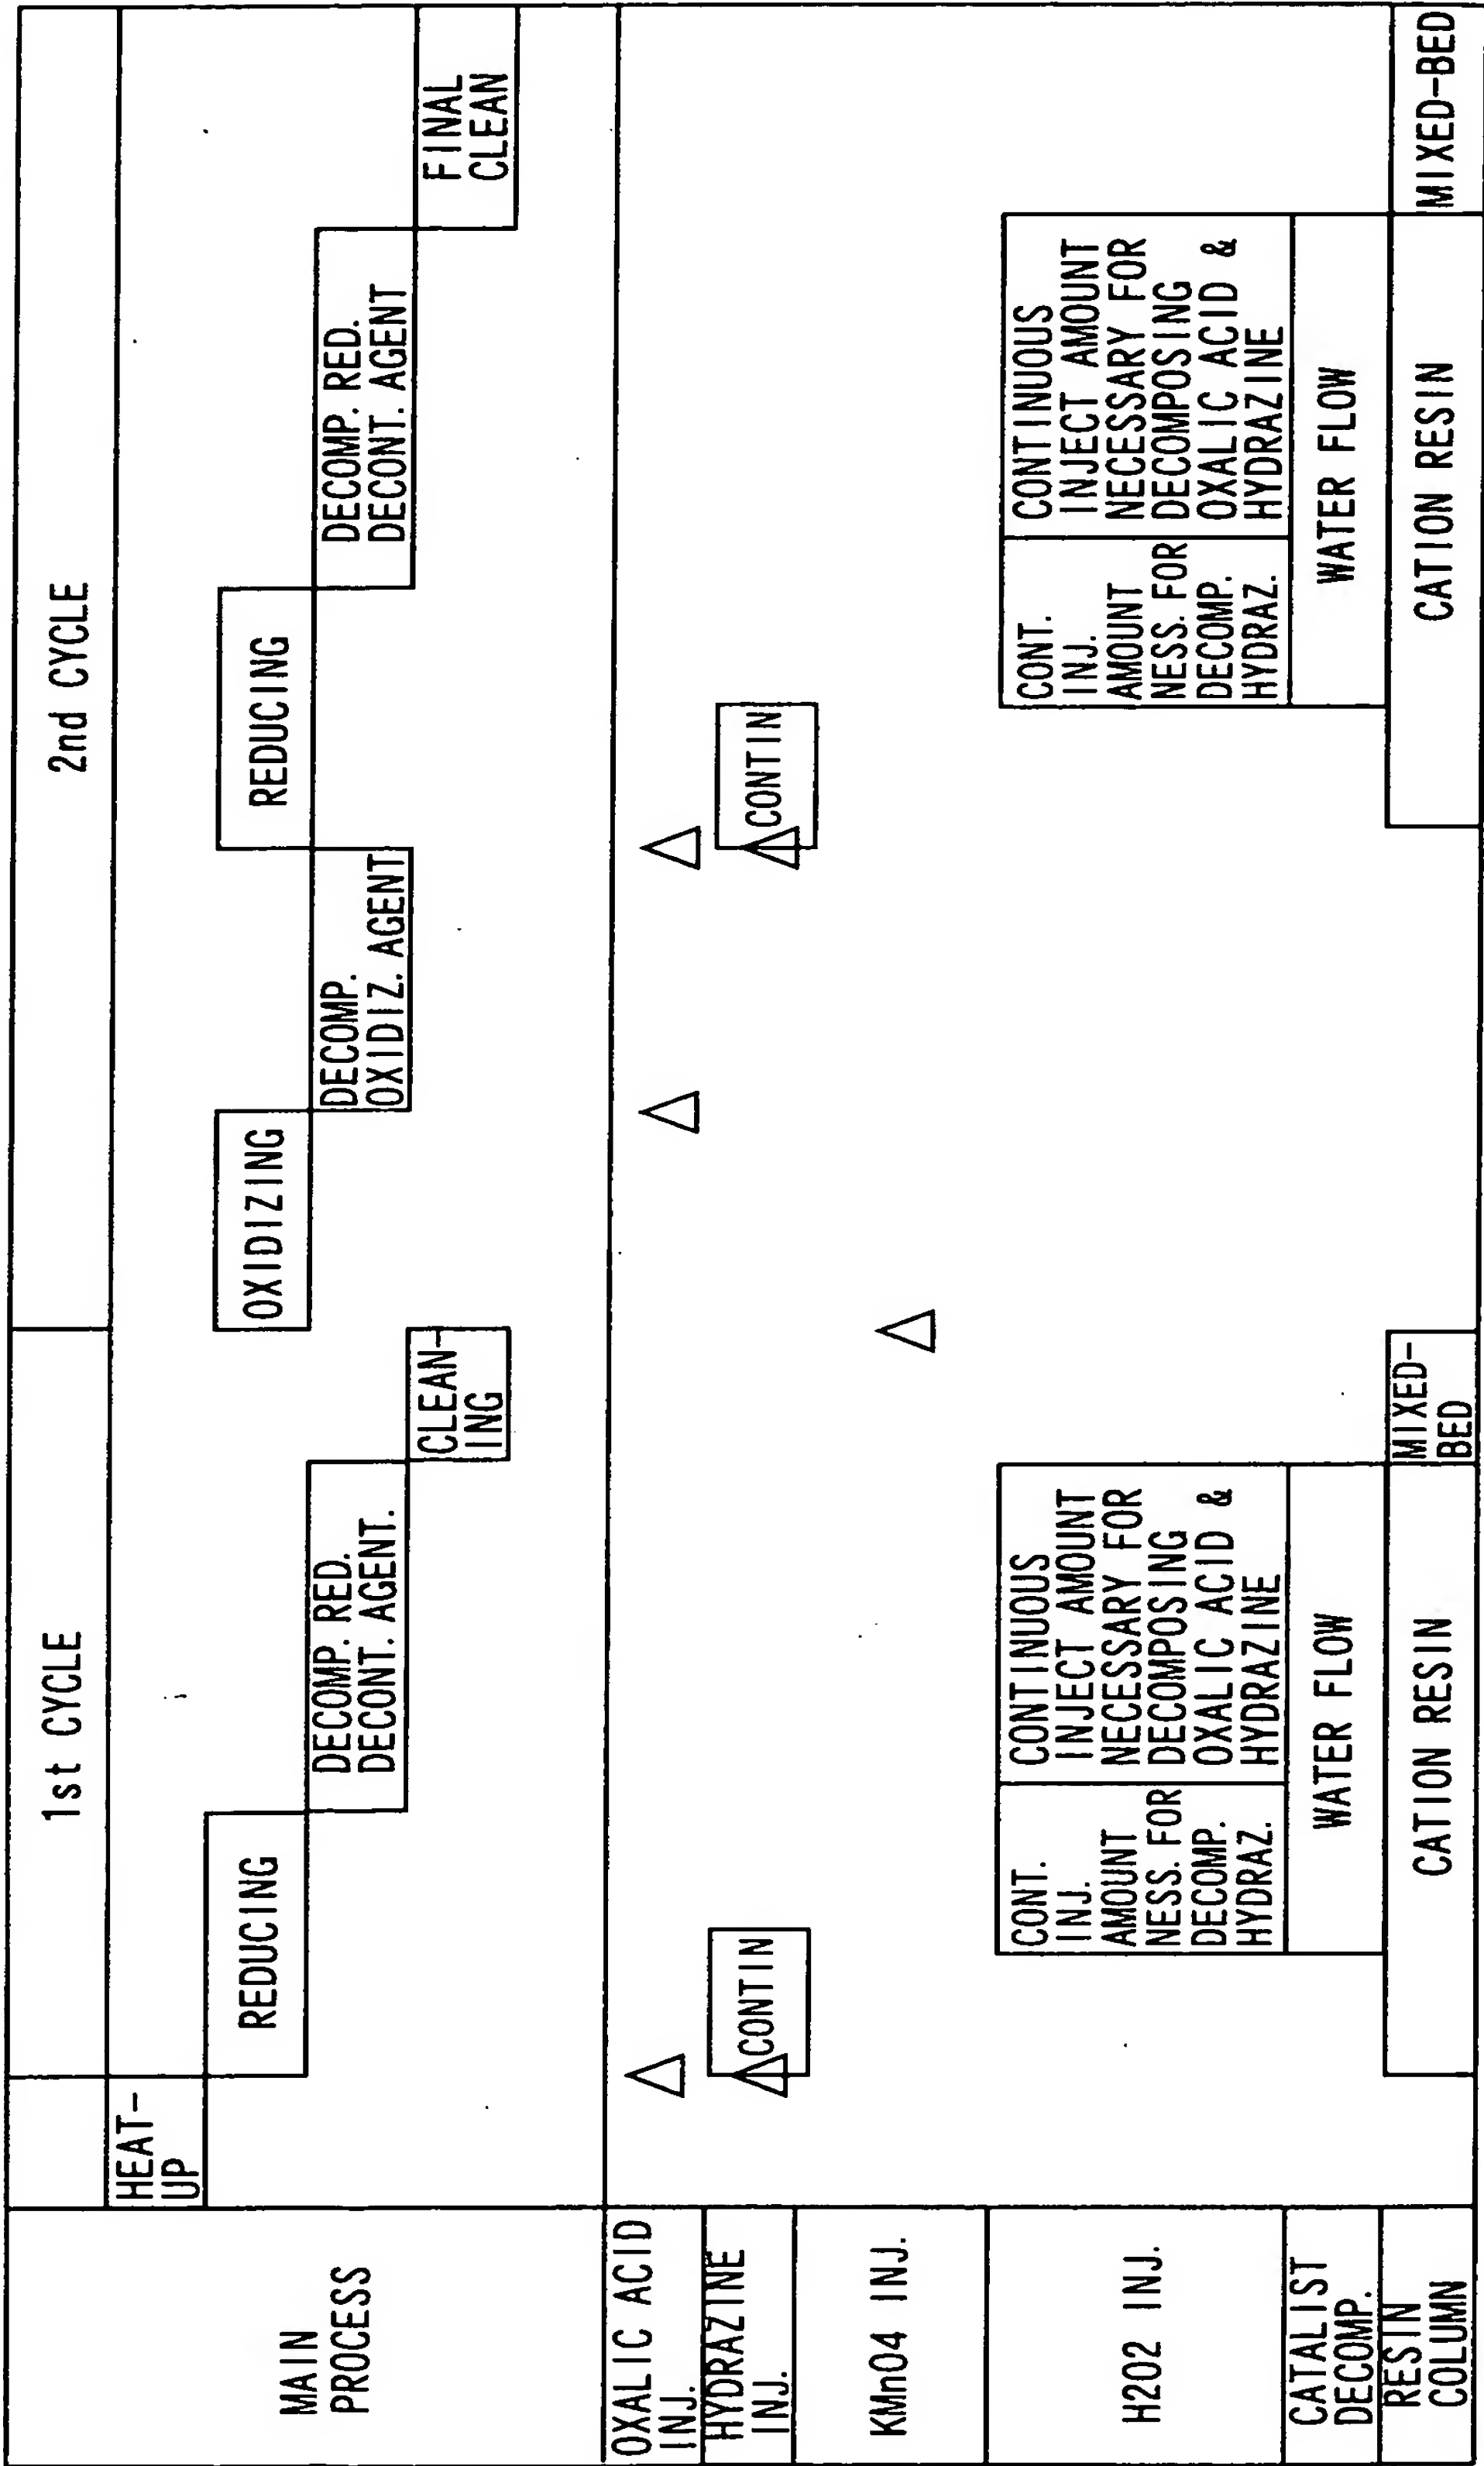 1st CYCLE
2nd CYCLE
MAIN
PROCESS
HEAT-
UP
REDUCING
DECOMP. RED.
DECONT. AGENT.
CLEAN-
ING
OXIDIZING
DECOMP.
OXIDIZ. AGENT
REDUCING
DECOMP. RED.
DECONT. AGENT
FINAL
CLEAN
OXALIC ACID
INJ.
HYDRAZINE
INJ.
CONTIN
CONTIN
KMnO4 INJ.
H2O2 INJ.
CONT.
INJ.
AMOUNT
NESS. FOR
DECOMP.
HYDRAZ.
CONTINUOUS
INJECT AMOUNT
NECESSARY FOR
DECOMPOSING
OXALIC ACID &
HYDRAZINE
CONT.
INJ.
AMOUNT
NESS. FOR
DECOMP.
HYDRAZ.
CONTINUOUS
INJECT AMOUNT
NECESSARY FOR
DECOMPOSING
OXALIC ACID &
HYDRAZINE
CATALIST
DECOMP.
WATER FLOW
WATER FLOW
RESIN
COLUMN
CATION RESIN
MIXED-
BED
CATION RESIN
MIXED-BED